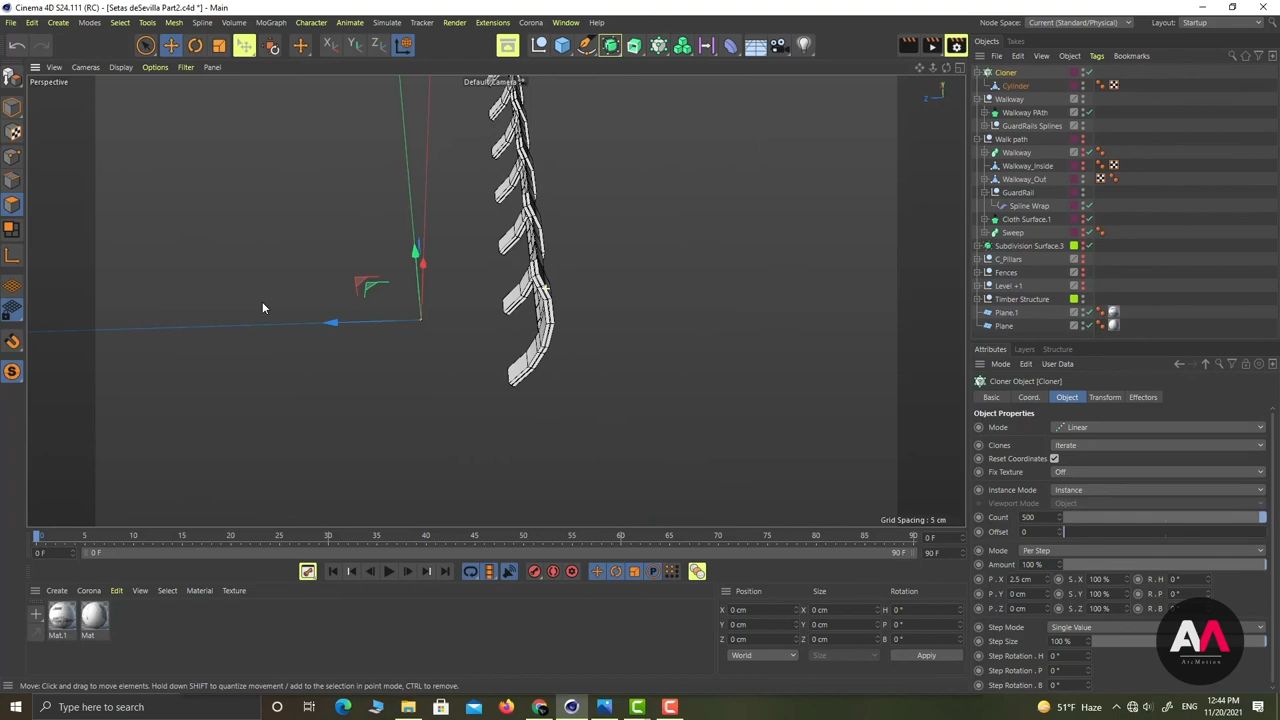 Cinema 4D S24.111 (RC) - [Setas deSevilla Part2.c4d *] - Main
File Edit Create Modes Select Tools Mesh Spline Volume MoGraph Character Animate Simulate Tracker Render Extensions Corona Window Help
Node Space: Current (Standard/Physical) Layout: Startup
View Cameras Display Options Filter Panel
Perspective
Default Camera
Y
Z
Grid Spacing : 5 cm
0 5 10 15 20 25 30 35 40 45 50 55 60 65 70 75 80 85 90 0 F
0 F 0 F 90 F 90 F
Create Corona Edit View Select Material Texture
Mat.1 Mat
Position Size Rotation
X 0 cm X 0 cm H 0 °
Y 0 cm Y 0 cm P 0 °
Z 0 cm Z 0 cm B 0 °
World Size Apply
Move: Click and drag to move elements. Hold down SHIFT to quantize movement / add to the selection in point mode, CTRL to remove.
Objects Takes
File Edit View Object Tags Bookmarks
Cloner
Cylinder
Walkway
Walkway PAth
GuardRails Splines
Walk path
Walkway
Walkway_Inside
Walkway_Out
GuardRail
Spline Wrap
Cloth Surface.1
Sweep
Subdivision Surface.3
C_Pillars
Fences
Level +1
Timber Structure
Plane.1
Plane
Attributes Layers Structure
Mode Edit User Data
Cloner Object [Cloner]
Basic Coord. Object Transform Effectors
Object Properties
Mode Linear
Clones Iterate
Reset Coordinates
Fix Texture Off
Instance Mode Instance
Viewport Mode Object
Count 500
Offset 0
Mode Per Step
Amount 100 %
P . X 2.5 cm S . X 100 % R . H 0 °
P . Y 0 cm S . Y 100 % R . P 0 °
P . Z 0 cm S . Z 100 % R . B 0 °
Step Mode Single Value
Step Size 100 %
Step Rotation . H 0 °
Step Rotation . P 0 °
Step Rotation . B 0 °
ArcMotion
Type here to search
51°F Haze
12:44 PM
11/20/2021